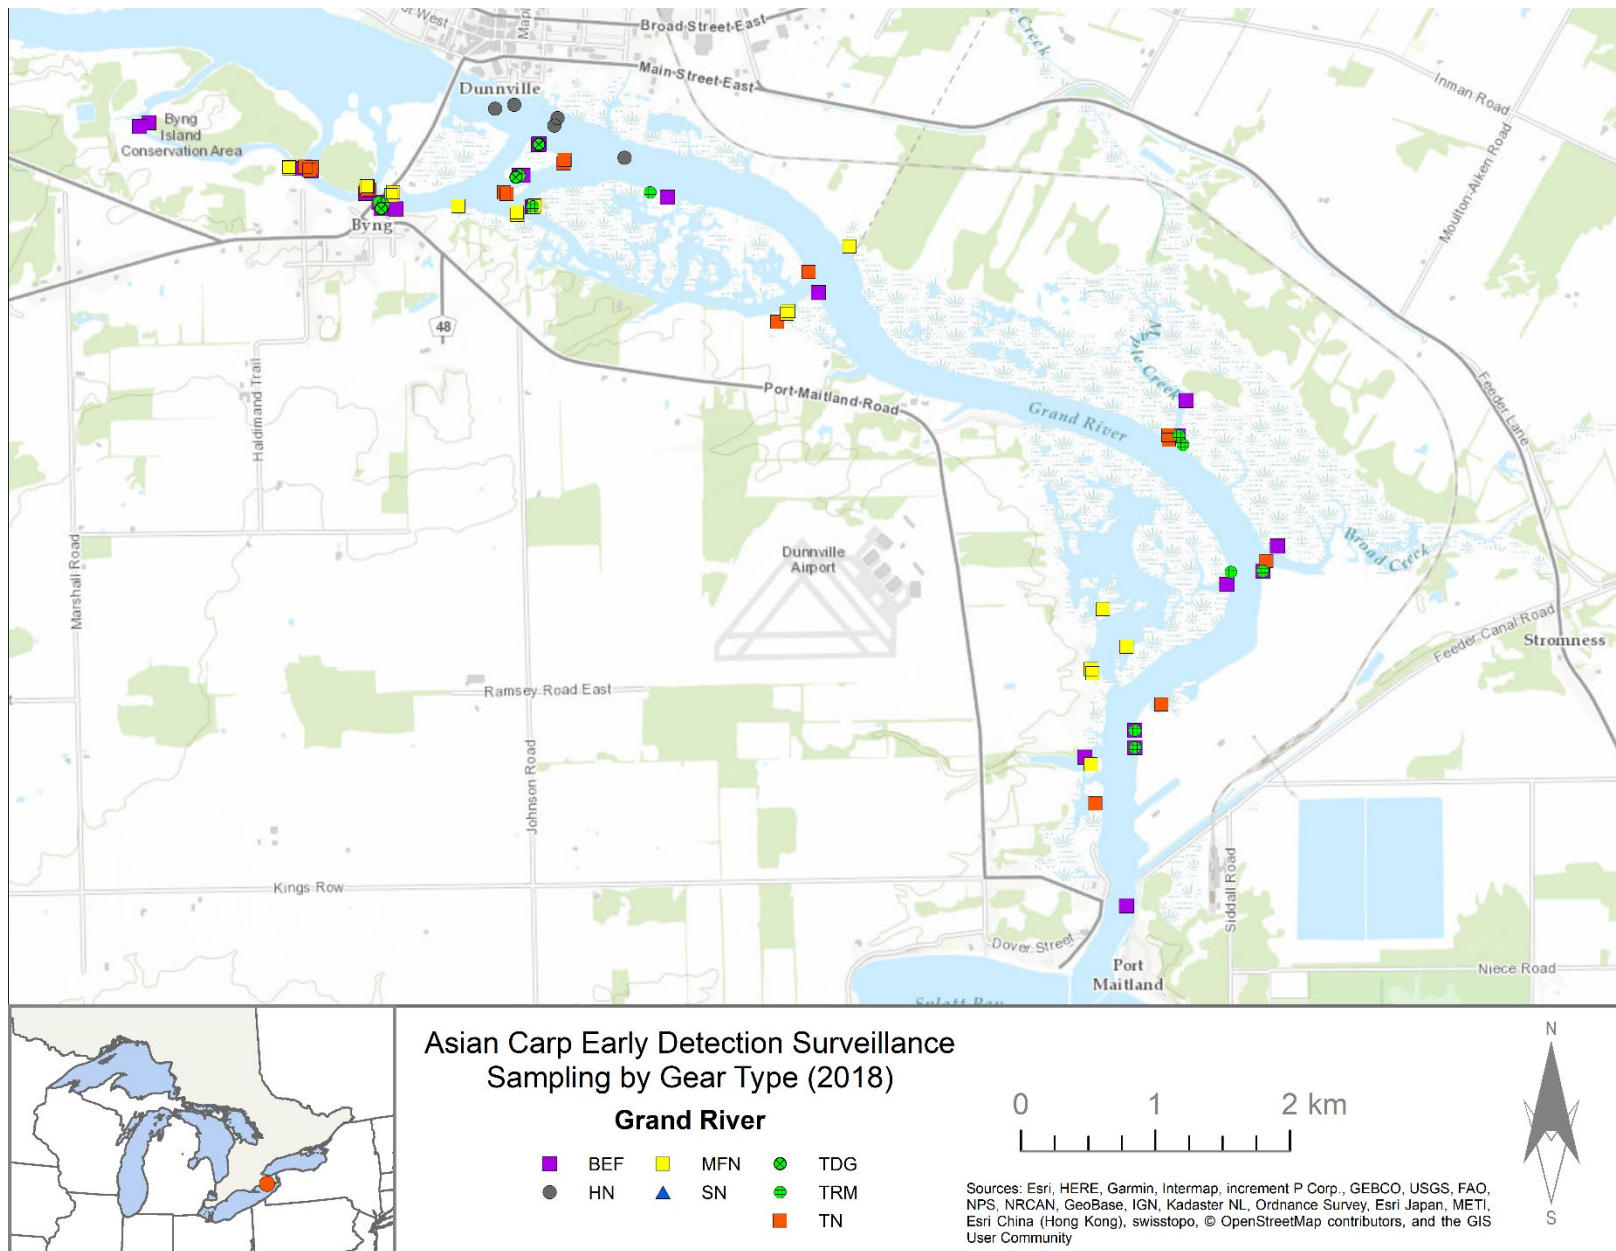 West
Mapl
Broad Street East
e Creek
Main Street East
Inman Road
Dunnville
Byng
Island
Conservation Area
Moulton-Aiken Road
Byng
48
Haldimand Trail
Maple Creek
Port Maitland Road
Grand River
Feeder Lane
Marshall Road
Dunnville
Airport
Broad Creek
Feeder Canal Road
Stromness
Ramsey Road East
Johnson Road
Kings Row
Siddall Road
Dover Street
Port
Maitland
Niece Road
Asian Carp Early Detection Surveillance
Sampling by Gear Type (2018)
Grand River
BEF MFN TDG
HN SN TRM
TN
0 1 2 km
N
S
Sources: Esri, HERE, Garmin, Intermap, increment P Corp., GEBCO, USGS, FAO,
NPS, NRCAN, GeoBase, IGN, Kadaster NL, Ordnance Survey, Esri Japan, METI,
Esri China (Hong Kong), swisstopo, © OpenStreetMap contributors, and the GIS
User Community